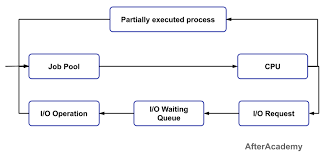 Partially executed process
Job Pool
CPU
I/O Operation
I/O Waiting
Queue
I/O Request
AfterAcademy